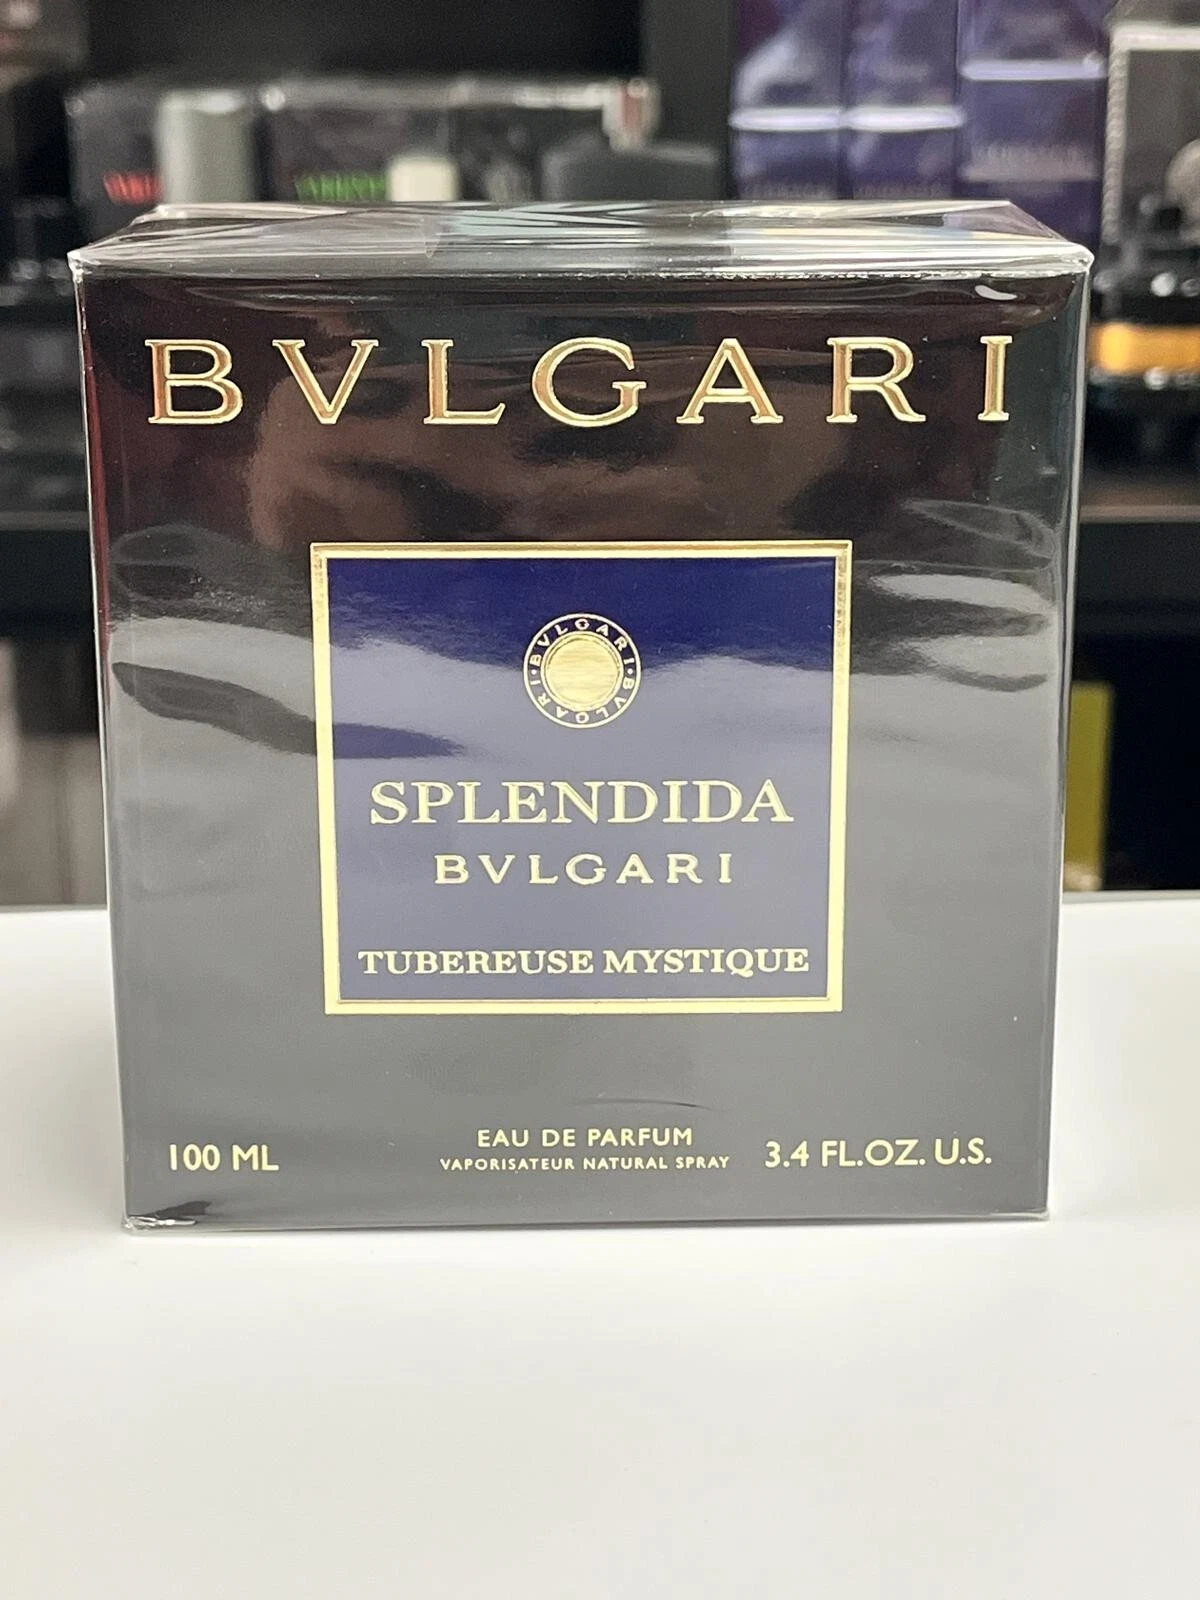 BVLGARI
BVLGARI · BVLGARI
SPLENDIDA
BVLGARI
TUBEREUSE MYSTIQUE
100 ML
EAU DE PARFUM
VAPORISATEUR NATURAL SPRAY
3.4 FL.OZ. U.S.